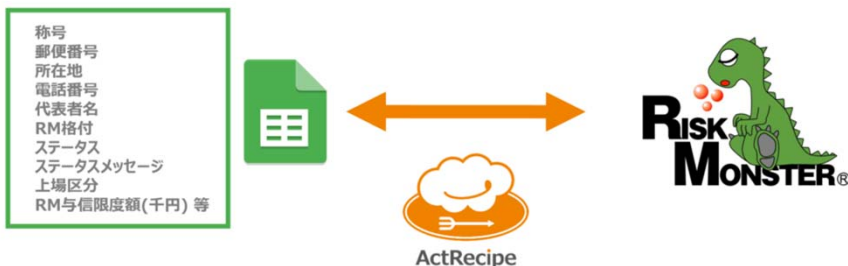 称号
郵便番号
所在地
電話番号
代表者名
RM格付
ステータス
ステータスメッセージ
上場区分
RM与信限度額(千円) 等
RISK
MONSTER®
ActRecipe